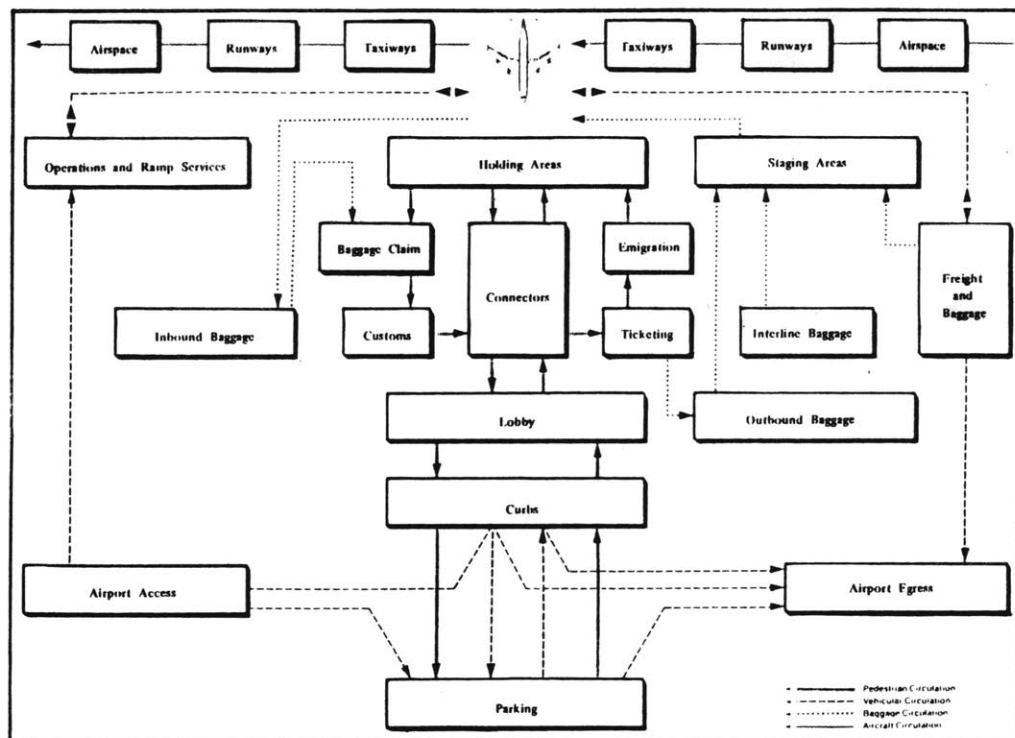 Airspace
Runways
Taxiways
Taxiways
Runways
Airspace
Operations and Ramp Services
Holding Areas
Staging Areas
Baggage Claim
Emigration
Connectors
Freight
and
Baggage
Inbound Baggage
Customs
Ticketing
Interline Baggage
Lobby
Outbound Baggage
Curbs
Airport Access
Airport Egress
Parking
Pedestrian Circulation
Vehicular Circulation
Baggage Circulation
Aircraft Circulation